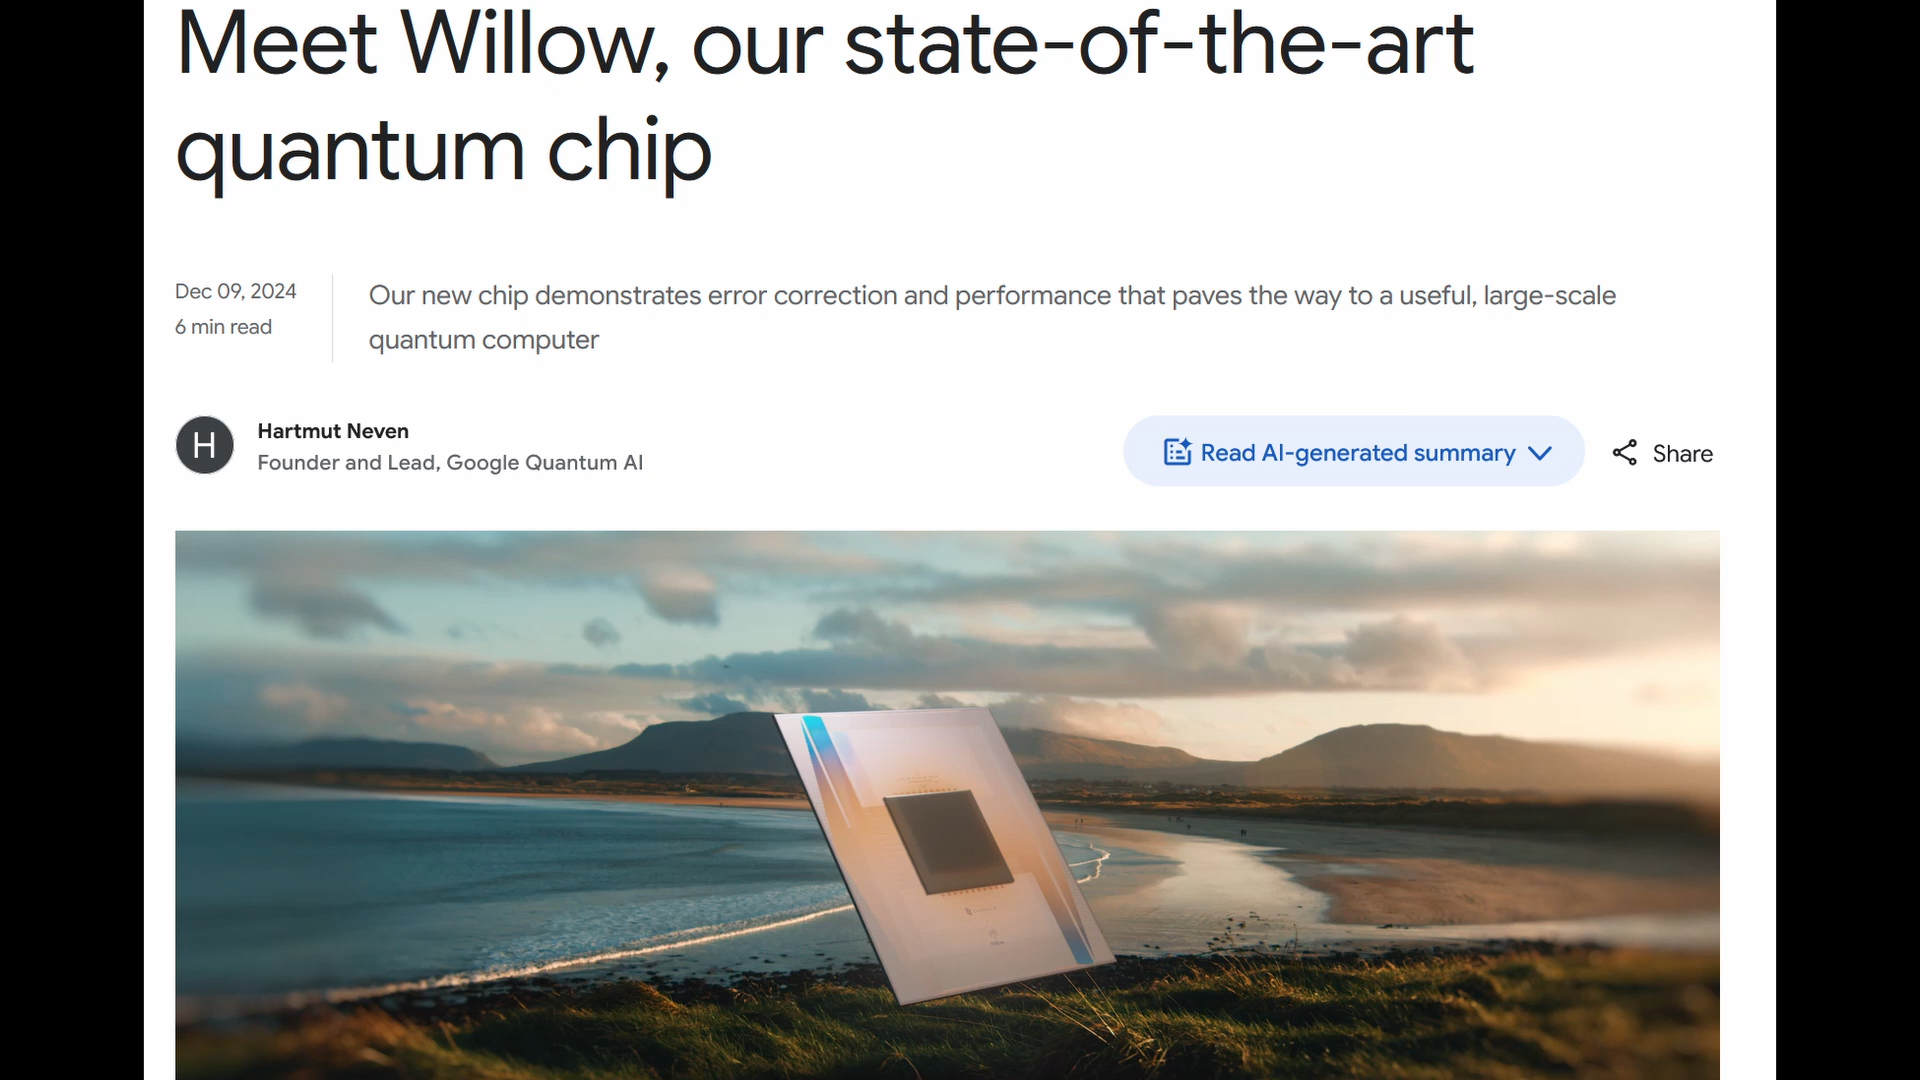 Meet Willow, our state-of-the-art
quantum chip
Dec 09, 2024
6 min read
Our new chip demonstrates error correction and performance that paves the way to a useful, large-scale
quantum computer
H
Hartmut Neven
Founder and Lead, Google Quantum AI
Read AI-generated summary
Share